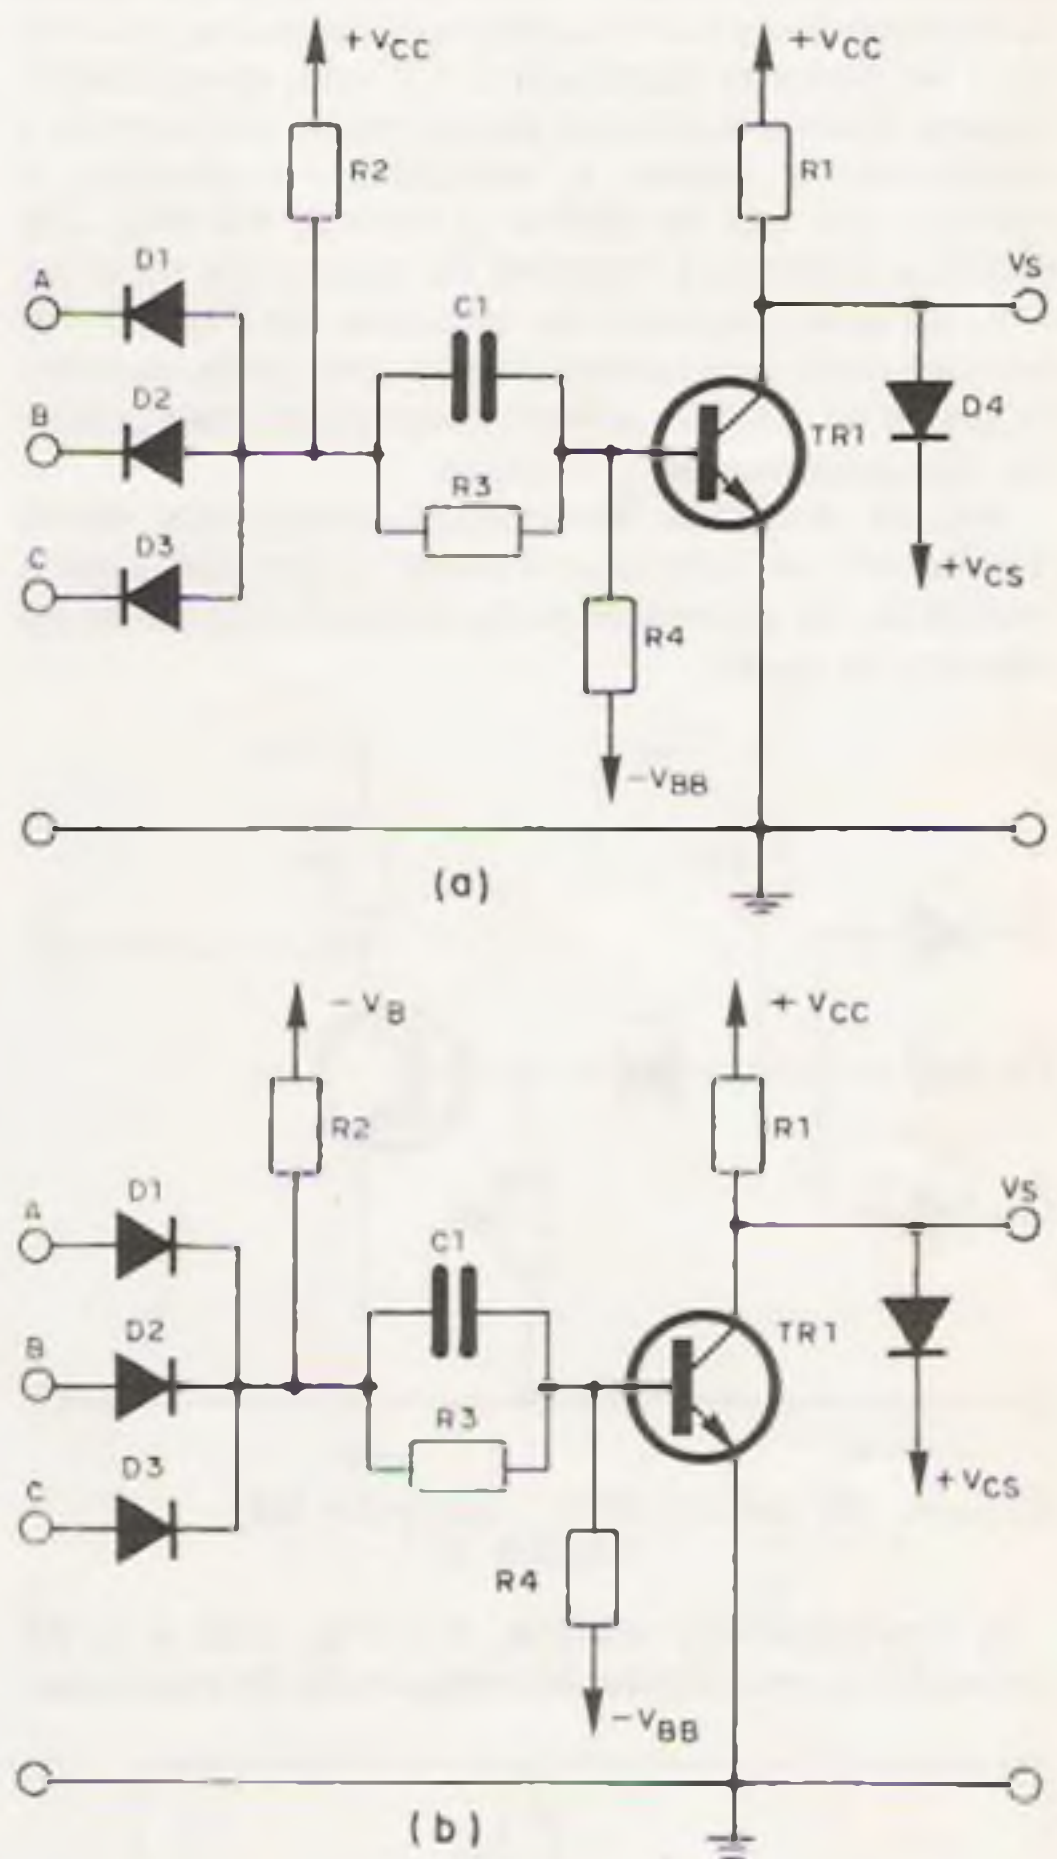 +VCC
+VCC
R2
R1
A
D1
VS
C1
B
D2
D4
TR1
R3
C
D3
+VCS
R4
-VBB
(a)
- VB
+ VCC
R2
R1
A
D1
VS
C1
B
D2
TR1
R3
C
D3
+VCS
R4
-VBB
(b)